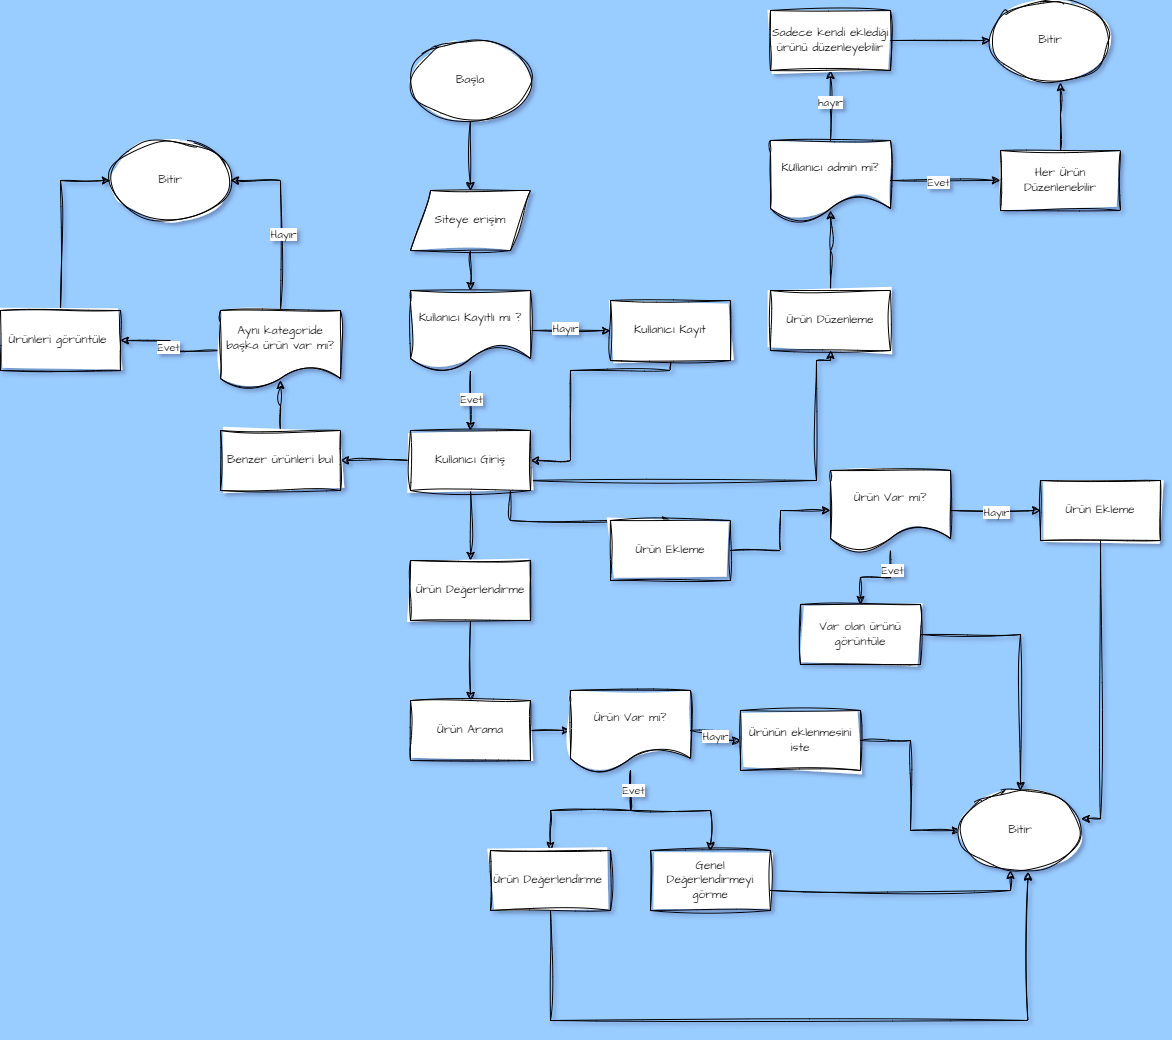 Sadece kendi eklediği
ürünü düzenleyebilir
Bitir
Başla
hayır
Kullanıcı admin mi?
Evet
Her Ürün
Düzenlenebilir
Bitir
Siteye erişim
Hayır
Kullanıcı Kayıtlı mı ?
Hayır
Kullanıcı Kayıt
Ürün Düzenleme
Ürünleri görüntüle
Evet
Aynı kategoride
başka ürün var mı?
Evet
Benzer ürünleri bul
Kullanıcı Giriş
Ürün Var mı?
Hayır
Ürün Ekleme
Ürün Ekleme
Evet
Ürün Değerlendirme
Var olan ürünü
görüntüle
Ürün Arama
Ürün Var mı?
Hayır
Ürünün eklenmesini
iste
Evet
Bitir
Ürün Değerlendirme
Genel
Değerlendirmeyi
görme